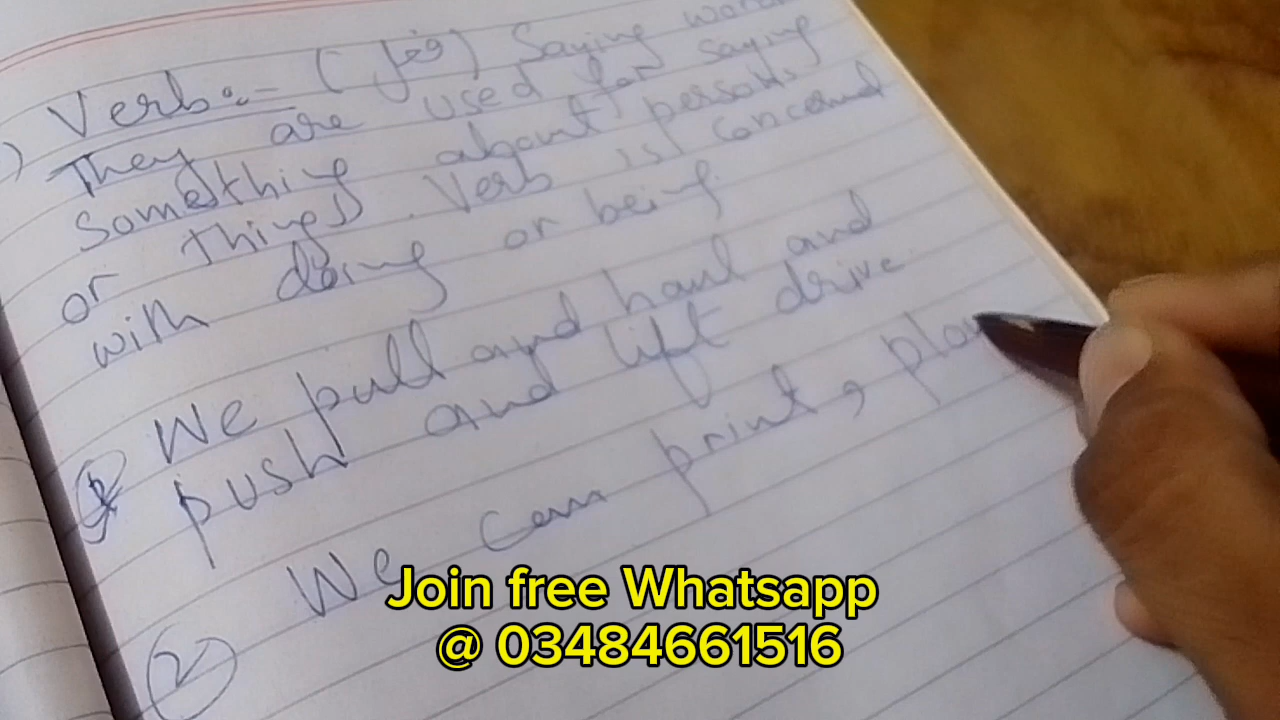 Verb:- (فعل) Saying words
They are used for saying
Something about persons
or things. Verb is concerned
with doing or being.
1 We pull and haul and
push and lift drive
2 We can print, plow
Join free Whatsapp
@ 03484661516